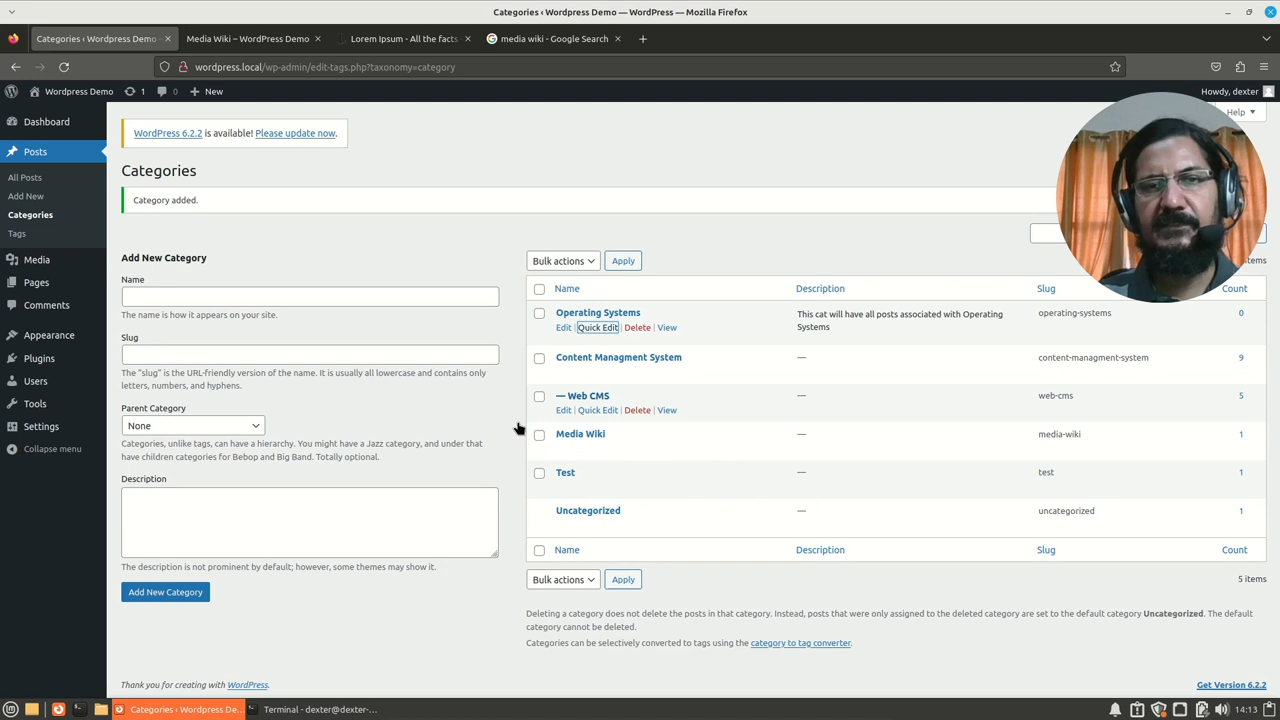 Categories ‹ Wordpress Demo — WordPress — Mozilla Firefox
Categories ‹ Wordpress Demo –
Media Wiki – WordPress Demo
Lorem Ipsum - All the facts
media wiki - Google Search
wordpress.local/wp-admin/edit-tags.php?taxonomy=category
Wordpress Demo 1 0 + New Howdy, dexter
Help
Dashboard
Posts
All Posts
Add New
Categories
Tags
Media
Pages
Comments
Appearance
Plugins
Users
Tools
Settings
Collapse menu
WordPress 6.2.2 is available! Please update now.
Categories
Category added.
Add New Category
Name
The name is how it appears on your site.
Slug
The "slug" is the URL-friendly version of the name. It is usually all lowercase and contains only
letters, numbers, and hyphens.
Parent Category
None
Categories, unlike tags, can have a hierarchy. You might have a Jazz category, and under that
have children categories for Bebop and Big Band. Totally optional.
Description
The description is not prominent by default; however, some themes may show it.
Add New Category
Bulk actions Apply items
Name Description Slug Count
Operating Systems This cat will have all posts associated with Operating operating-systems 0
Systems
Edit | Quick Edit | Delete | View
Content Managment System — content-managment-system 9
— Web CMS — web-cms 5
Edit | Quick Edit | Delete | View
Media Wiki — media-wiki 1
Test — test 1
Uncategorized — uncategorized 1
Name Description Slug Count
Bulk actions Apply 5 items
Deleting a category does not delete the posts in that category. Instead, posts that were only assigned to the deleted category are set to the default category Uncategorized. The default
category cannot be deleted.
Categories can be selectively converted to tags using the category to tag converter.
Thank you for creating with WordPress. Get Version 6.2.2
Categories ‹ Wordpress De...
Terminal - dexter@dexter-...
14:13